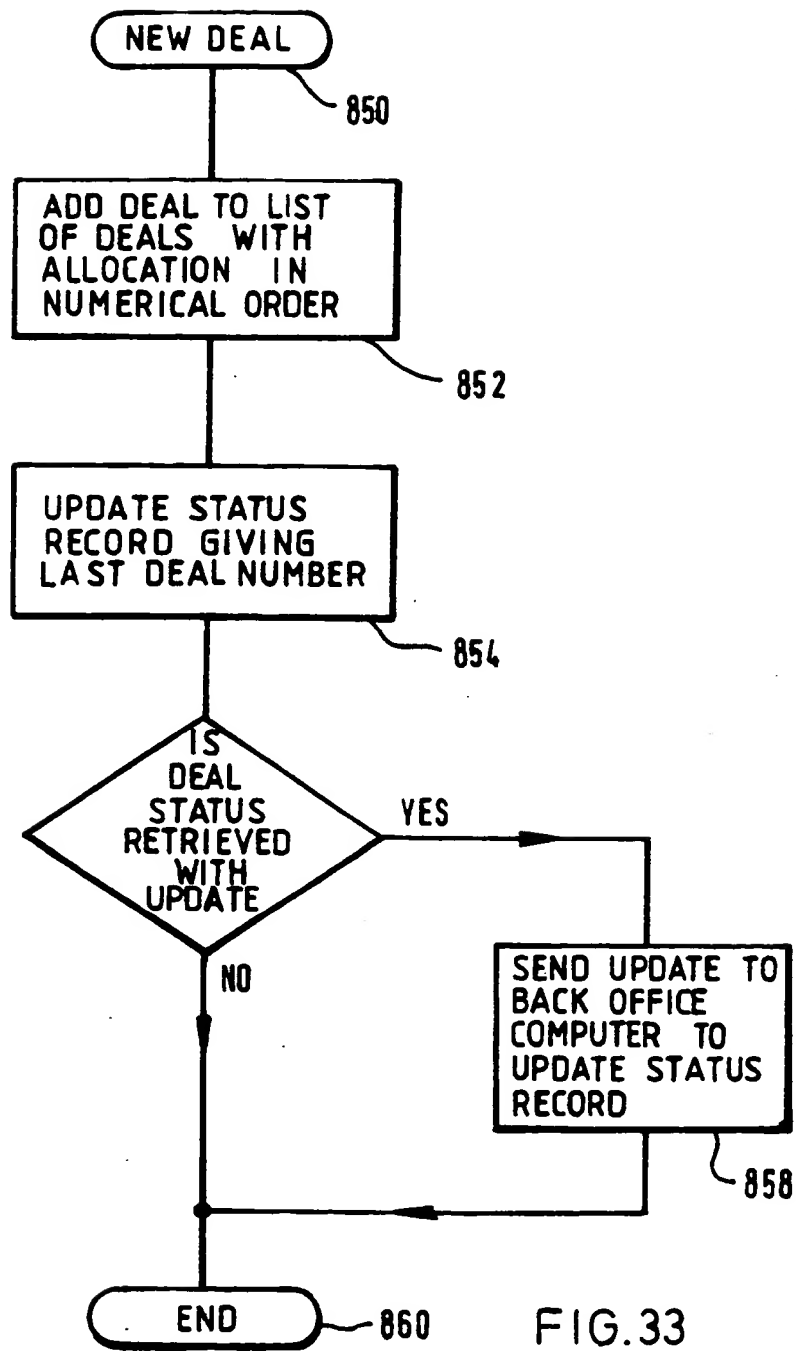 NEW DEAL
850
ADD DEAL TO LIST
OF DEALS WITH
ALLOCATION IN
NUMERICAL ORDER
852
UPDATE STATUS
RECORD GIVING
LAST DEAL NUMBER
854
IS
DEAL
STATUS
RETRIEVED
WITH
UPDATE
YES
NO
SEND UPDATE TO
BACK OFFICE
COMPUTER TO
UPDATE STATUS
RECORD
858
END
860
FIG.33